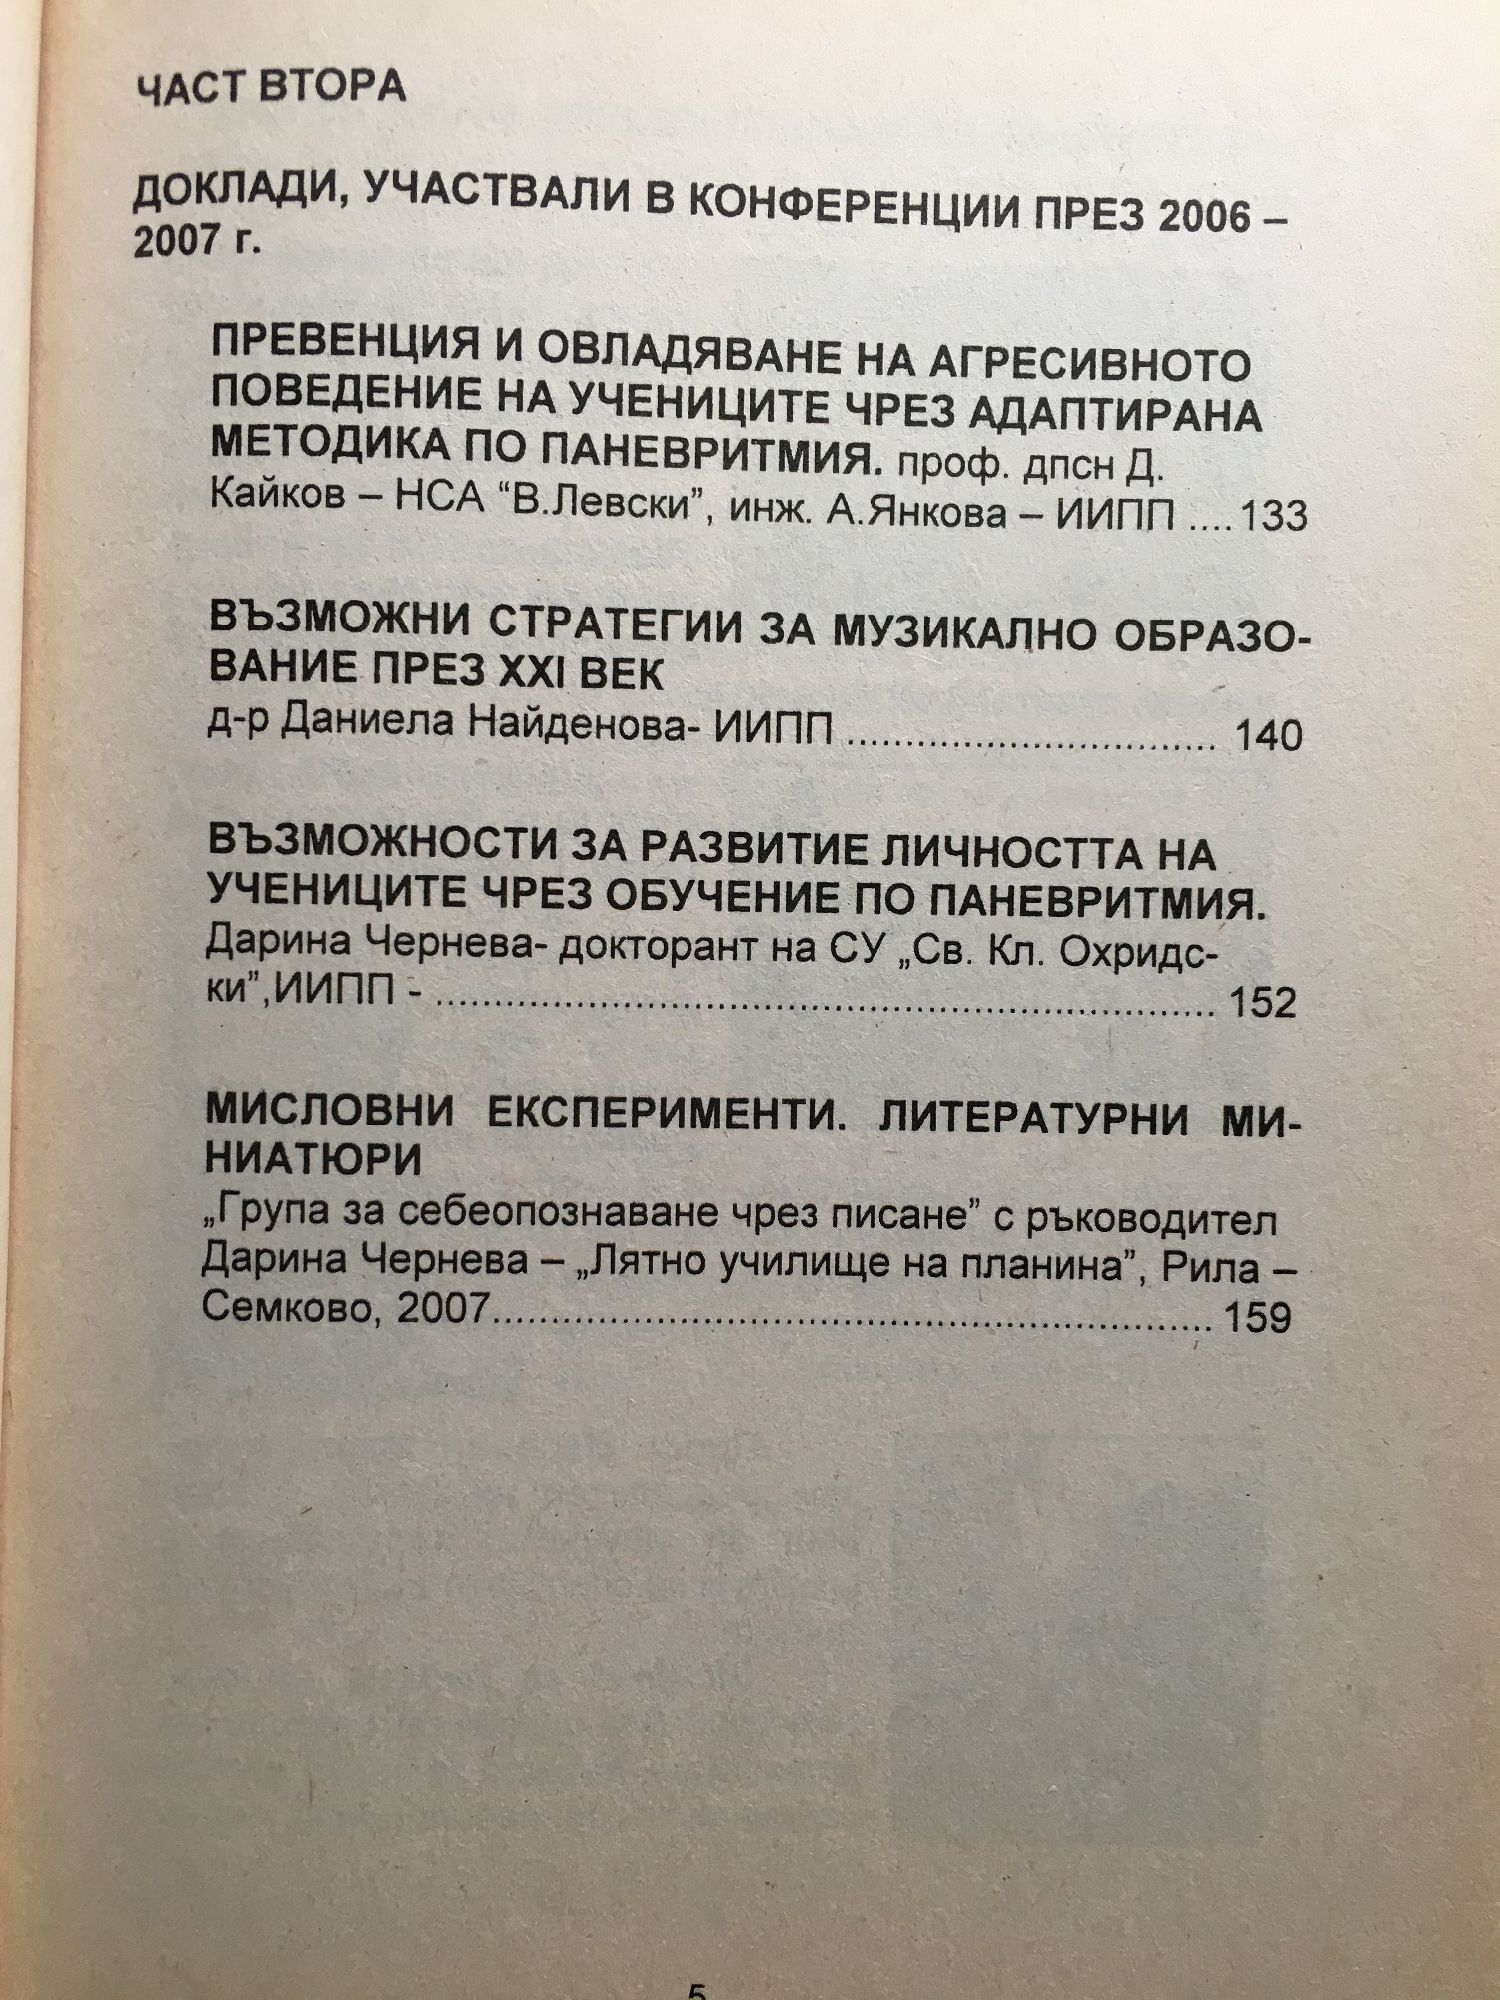 ЧАСТ ВТОРА
ДОКЛАДИ, УЧАСТВАЛИ В КОНФЕРЕНЦИИ ПРЕЗ 2006 –
2007 г.
ПРЕВЕНЦИЯ И ОВЛАДЯВАНЕ НА АГРЕСИВНОТО
ПОВЕДЕНИЕ НА УЧЕНИЦИТЕ ЧРЕЗ АДАПТИРАНА
МЕТОДИКА ПО ПАНЕВРИТМИЯ. проф. дпсн Д.
Кайков – НСА “В.Левски”, инж. А.Янкова – ИИПП ....133
ВЪЗМОЖНИ СТРАТЕГИИ ЗА МУЗИКАЛНО ОБРАЗО-
ВАНИЕ ПРЕЗ XXI ВЕК
д-р Даниела Найденова- ИИПП ................................ 140
ВЪЗМОЖНОСТИ ЗА РАЗВИТИЕ ЛИЧНОСТТА НА
УЧЕНИЦИТЕ ЧРЕЗ ОБУЧЕНИЕ ПО ПАНЕВРИТМИЯ.
Дарина Чернева- докторант на СУ „Св. Кл. Охридс-
ки”,ИИПП - .................................................................... 152
МИСЛОВНИ ЕКСПЕРИМЕНТИ. ЛИТЕРАТУРНИ МИ-
НИАТЮРИ
„Група за себеопознаване чрез писане” с ръководител
Дарина Чернева – „Лятно училище на планина”, Рила –
Семково, 2007............................................................... 159
5